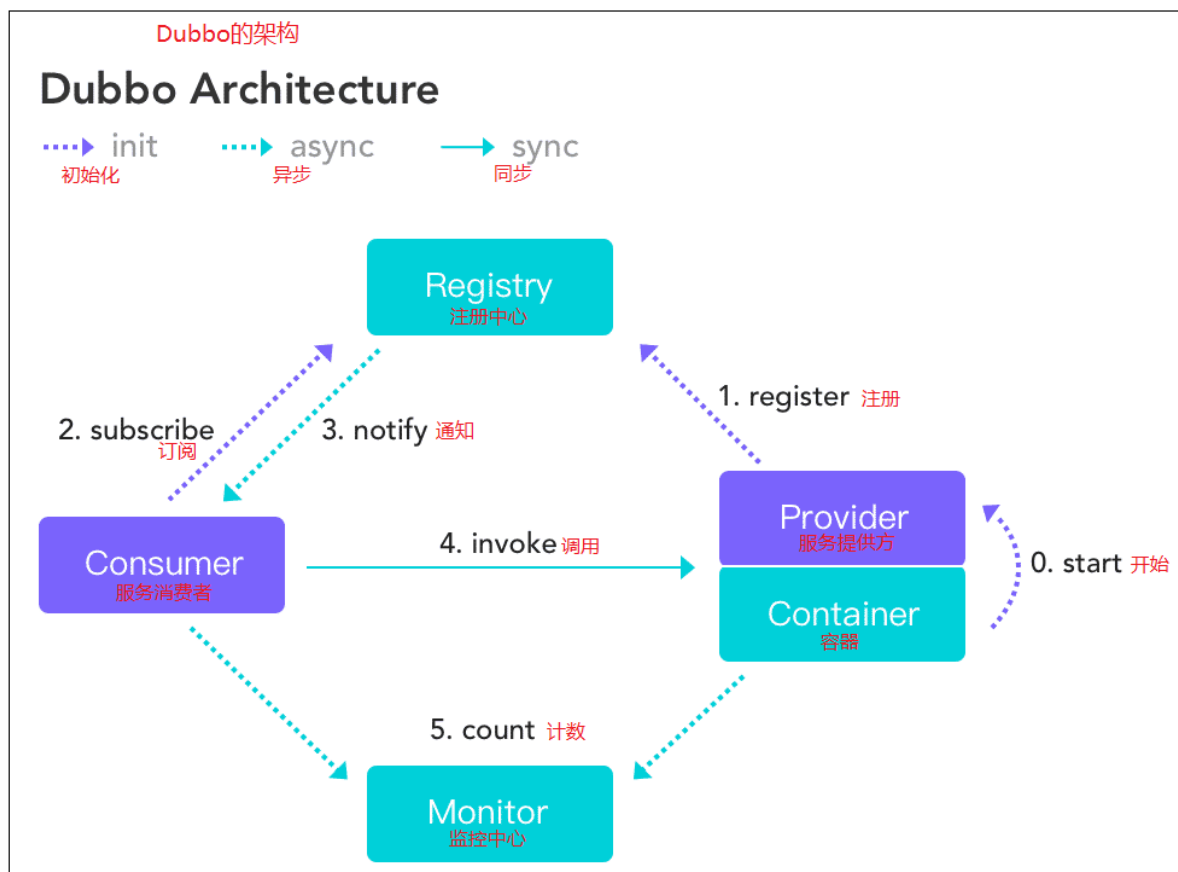 Dubbo的架构
Dubbo Architecture
init async sync
初始化 异步 同步
Registry
注册中心
1. register 注册
2. subscribe 3. notify 通知
订阅
Provider
服务提供方
4. invoke 调用
Consumer
服务消费者
0. start 开始
Container
容器
5. count 计数
Monitor
监控中心